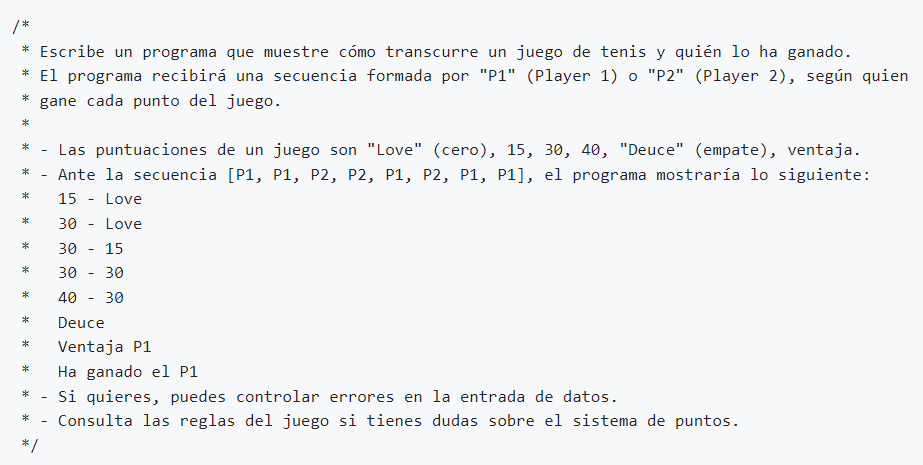 /*
 * Escribe un programa que muestre cómo transcurre un juego de tenis y quién lo ha ganado.
 * El programa recibirá una secuencia formada por "P1" (Player 1) o "P2" (Player 2), según quien
 * gane cada punto del juego.
 *
 * - Las puntuaciones de un juego son "Love" (cero), 15, 30, 40, "Deuce" (empate), ventaja.
 * - Ante la secuencia [P1, P1, P2, P2, P1, P2, P1, P1], el programa mostraría lo siguiente:
 *   15 - Love
 *   30 - Love
 *   30 - 15
 *   30 - 30
 *   40 - 30
 *   Deuce
 *   Ventaja P1
 *   Ha ganado el P1
 * - Si quieres, puedes controlar errores en la entrada de datos.
 * - Consulta las reglas del juego si tienes dudas sobre el sistema de puntos.
 */